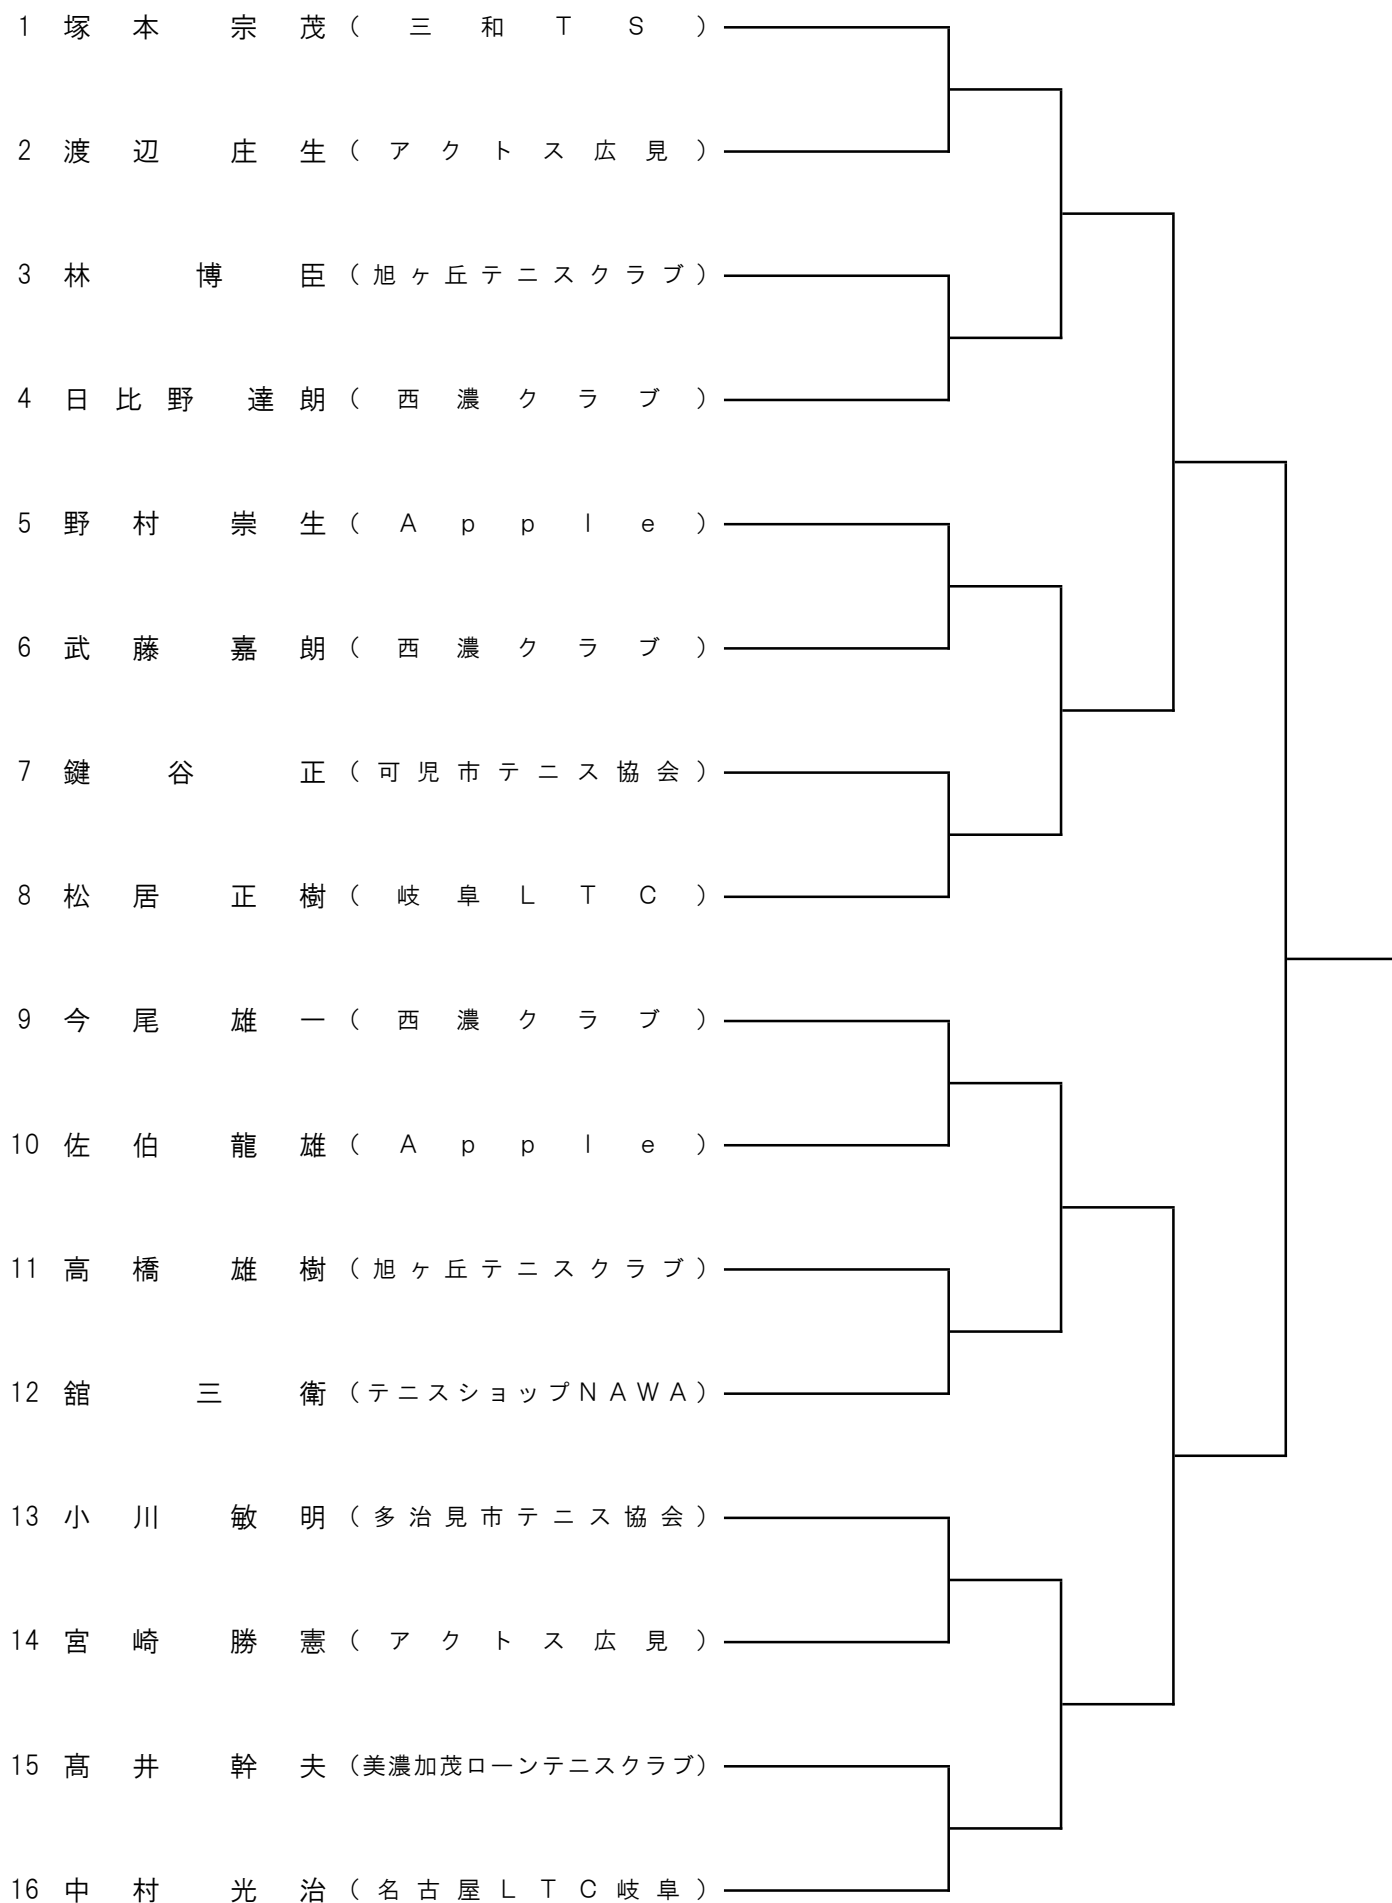 1 塚本 宗茂 (三和TS)
2 渡辺 庄生 (アクトス広見)
3 林 博臣 (旭ヶ丘テニスクラブ)
4 日比野 達朗 (西濃クラブ)
5 野村 崇生 (Apple)
6 武藤 嘉朗 (西濃クラブ)
7 鍵谷 正 (可児市テニス協会)
8 松居 正樹 (岐阜LTC)
9 今尾 雄一 (西濃クラブ)
10 佐伯 龍雄 (Apple)
11 高橋 雄樹 (旭ヶ丘テニスクラブ)
12 舘 三衛 (テニスショップNAWA)
13 小川 敏明 (多治見市テニス協会)
14 宮崎 勝憲 (アクトス広見)
15 髙井 幹夫 (美濃加茂ローンテニスクラブ)
16 中村 光治 (名古屋LTC岐阜)